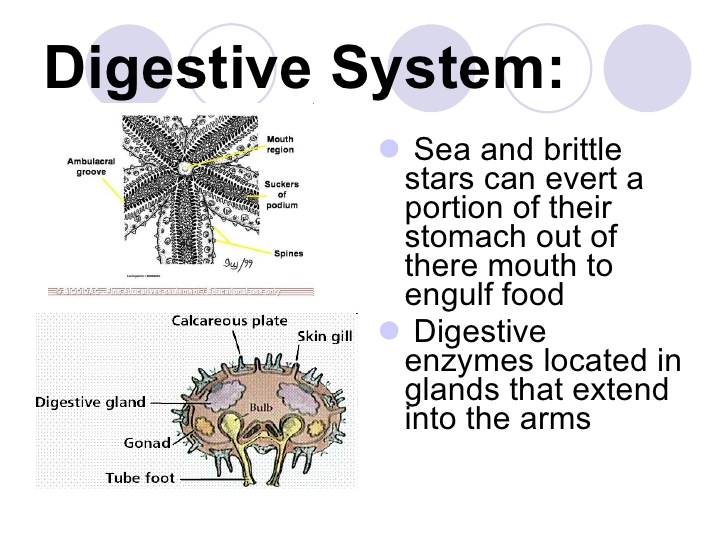 Digestive System:
Mouth
region
Ambulacral
groove
Suckers
of
podium
Spines
Calcareous plate
Skin gill
Digestive gland
Bulb
Gonad
Tube foot
Sea and brittle
stars can evert a
portion of their
stomach out of
there mouth to
engulf food
Digestive
enzymes located in
glands that extend
into the arms